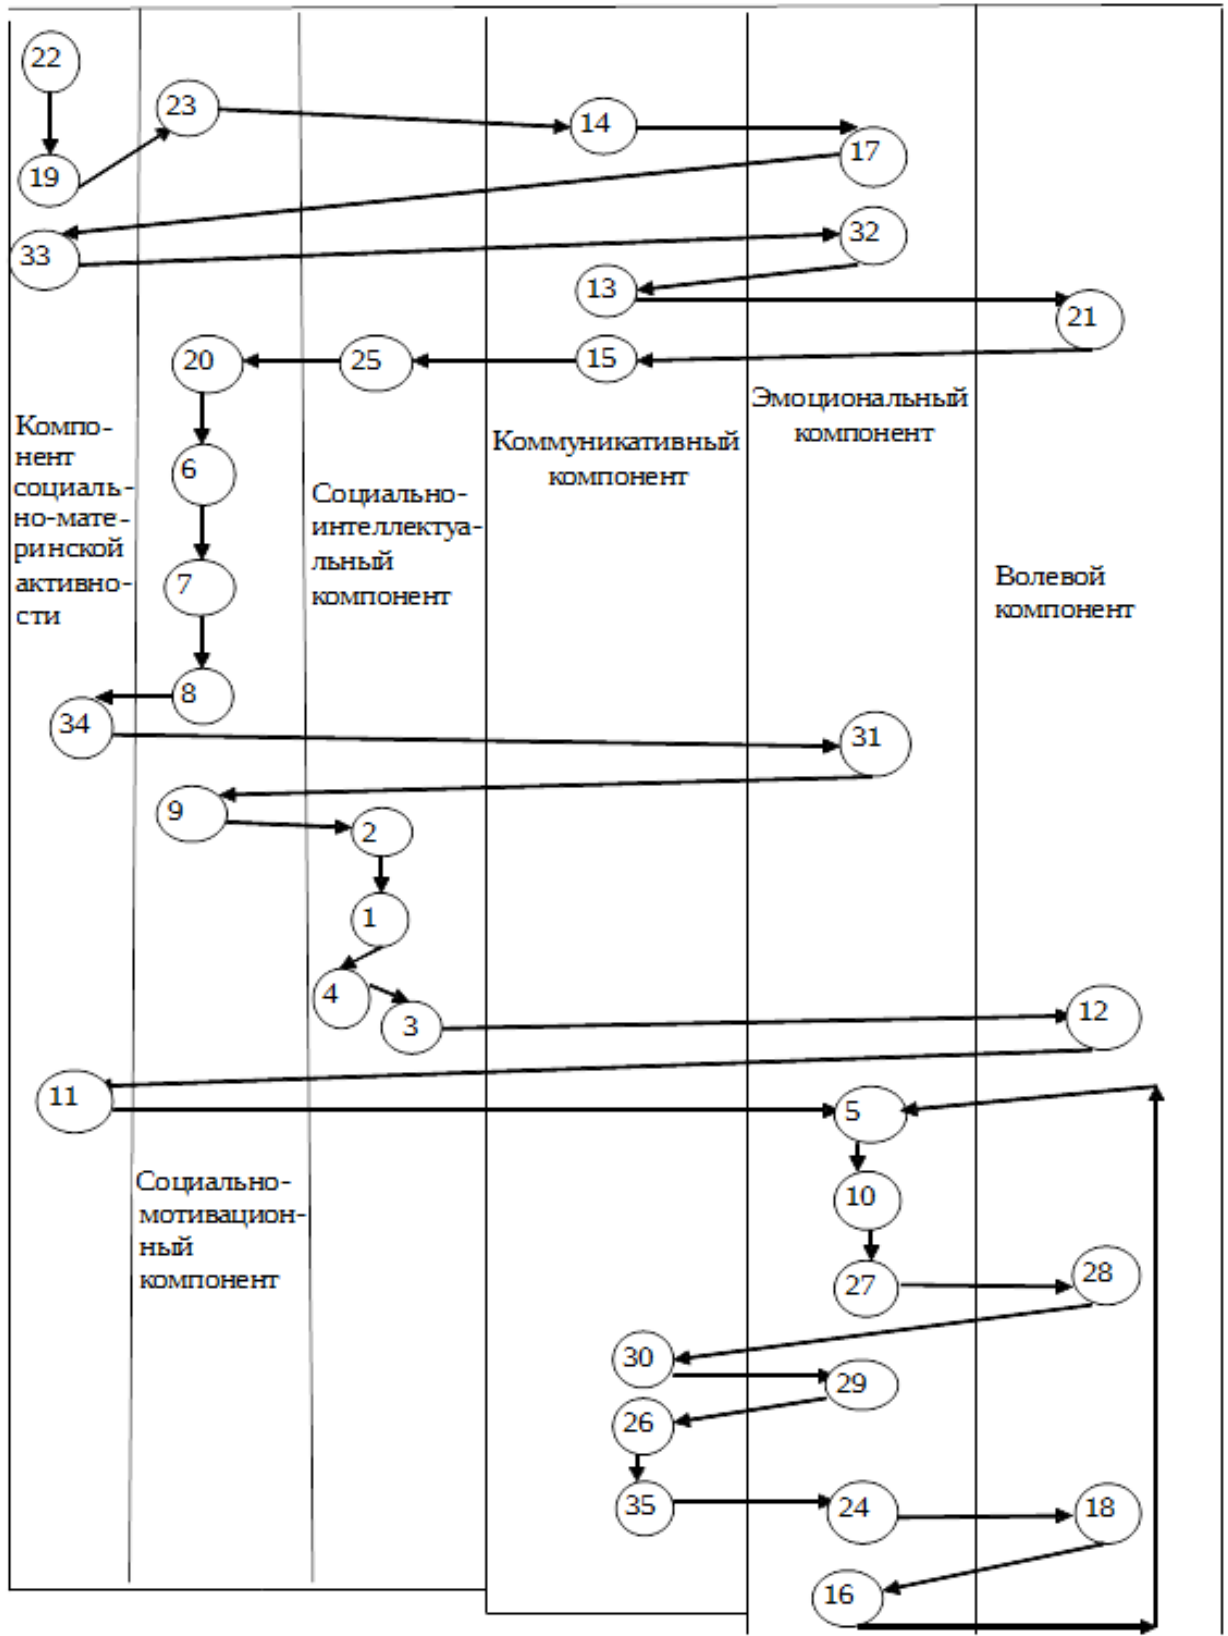 22
23
14
17
19
33
32
13
21
20
25
15
Эмоциональный
компонент
Компо-
нент
социаль-
но-мате-
ринской
активно-
сти
Коммуникативный
компонент
6
Социально-
интеллектуа-
льный
компонент
7
Волевой
компонент
8
34
31
9
2
1
4
3
12
11
5
Социально-
мотивацион-
ный
компонент
10
27
28
30
29
26
35
24
18
16